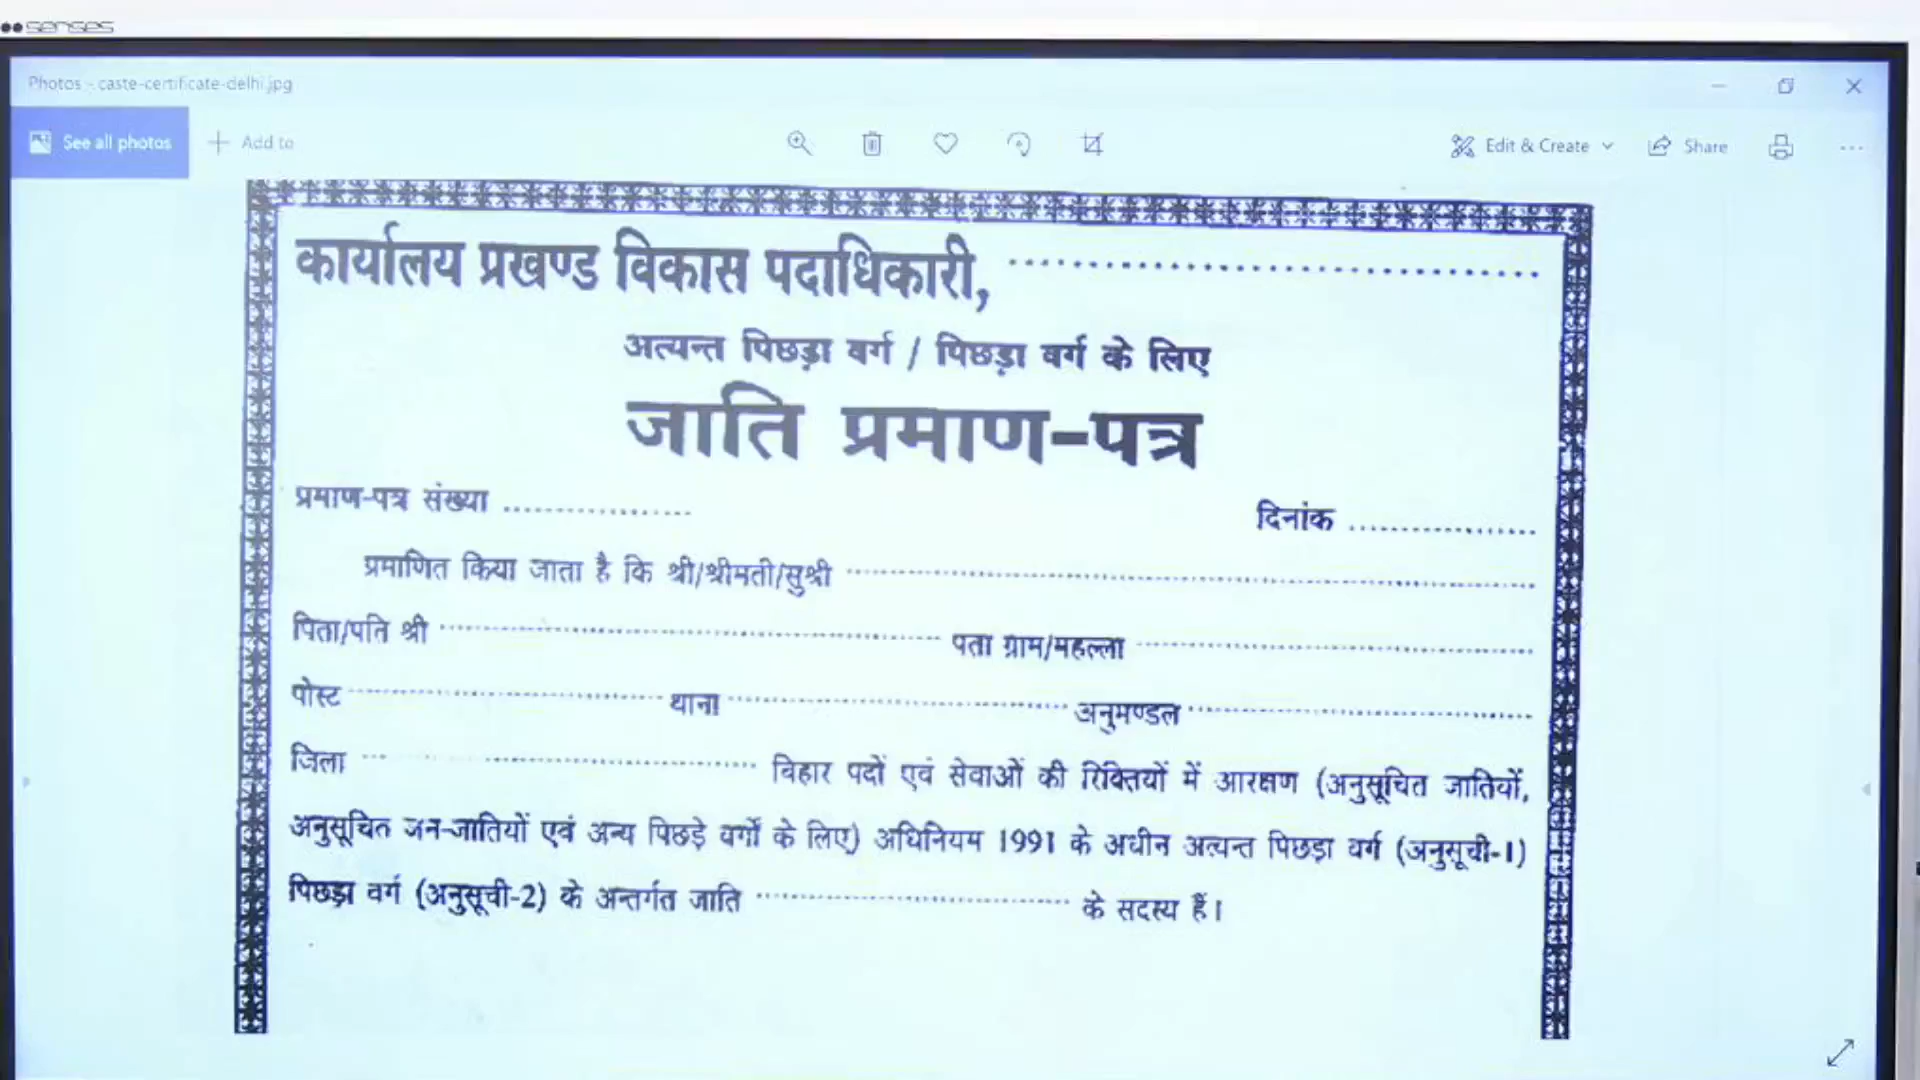 senses
Photos - caste-certificate-delhi.jpg
See all photos
Add to
Edit & Create
Share
कार्यालय प्रखण्ड विकास पदाधिकारी, ........................
अत्यन्त पिछड़ा वर्ग / पिछड़ा वर्ग के लिए
जाति प्रमाण-पत्र
प्रमाण-पत्र संख्या .................... दिनांक ....................
प्रमाणित किया जाता है कि श्री/श्रीमती/सुश्री ........................
पिता/पति श्री ........................ पता ग्राम/महल्ला ........................
पोस्ट ........................ थाना ........................ अनुमण्डल ........................
जिला ........................ बिहार पदों एवं सेवाओं की रिक्तियों में आरक्षण (अनुसूचित जातियों,
अनुसूचित जन-जातियों एवं अन्य पिछड़े वर्गों के लिए) अधिनियम 1991 के अधीन अत्यन्त पिछड़ा वर्ग (अनुसूची-1)
पिछड़ा वर्ग (अनुसूची-2) के अन्तर्गत जाति ........................ के सदस्य हैं।